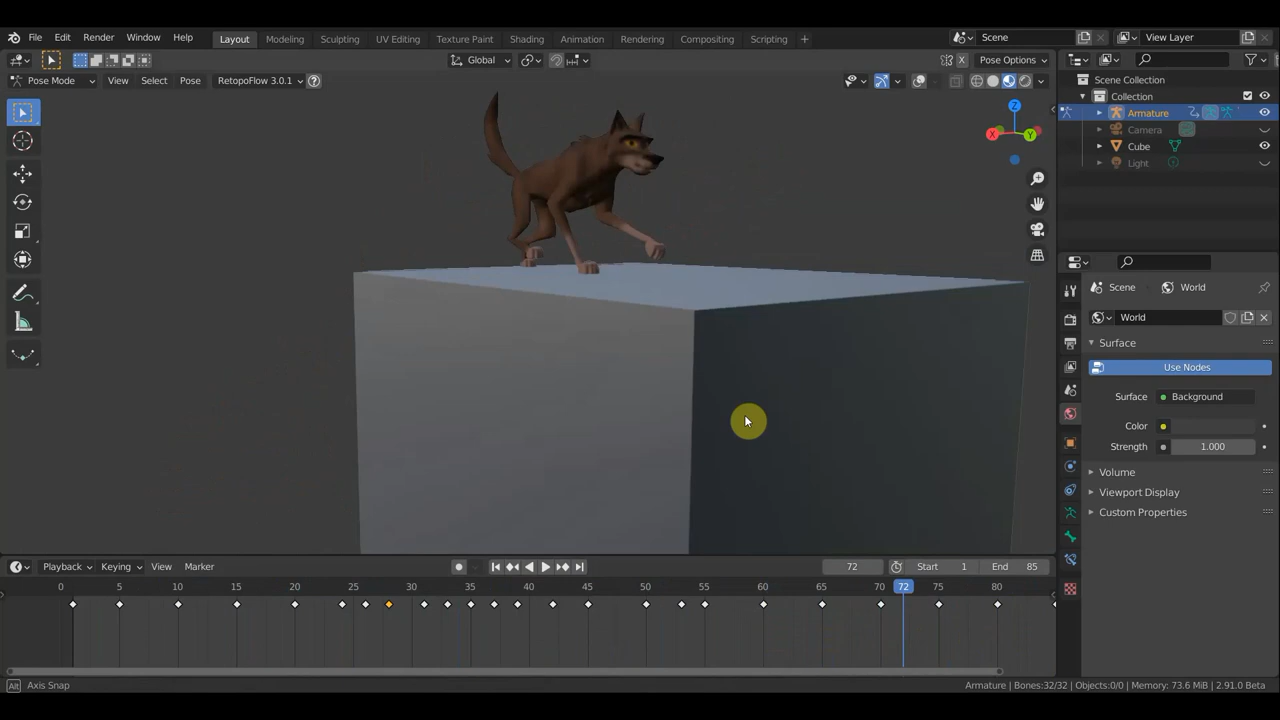 File Edit Render Window Help Layout Modeling Sculpting UV Editing Texture Paint Shading Animation Rendering Compositing Scripting + Scene View Layer
Global Pose Options
Pose Mode View Select Pose RetopoFlow 3.0.1 ?
X Y Z
Scene Collection
Collection
Armature
Camera
Cube
Light
Scene World
World
Surface
Use Nodes
Surface Background
Color
Strength 1.000
Volume
Viewport Display
Custom Properties
Playback Keying View Marker 72 Start 1 End 85
0 5 10 15 20 25 30 35 40 45 50 55 60 65 70 72 75 80
Alt Axis Snap Armature | Bones:32/32 | Objects:0/0 | Memory: 73.6 MiB | 2.91.0 Beta